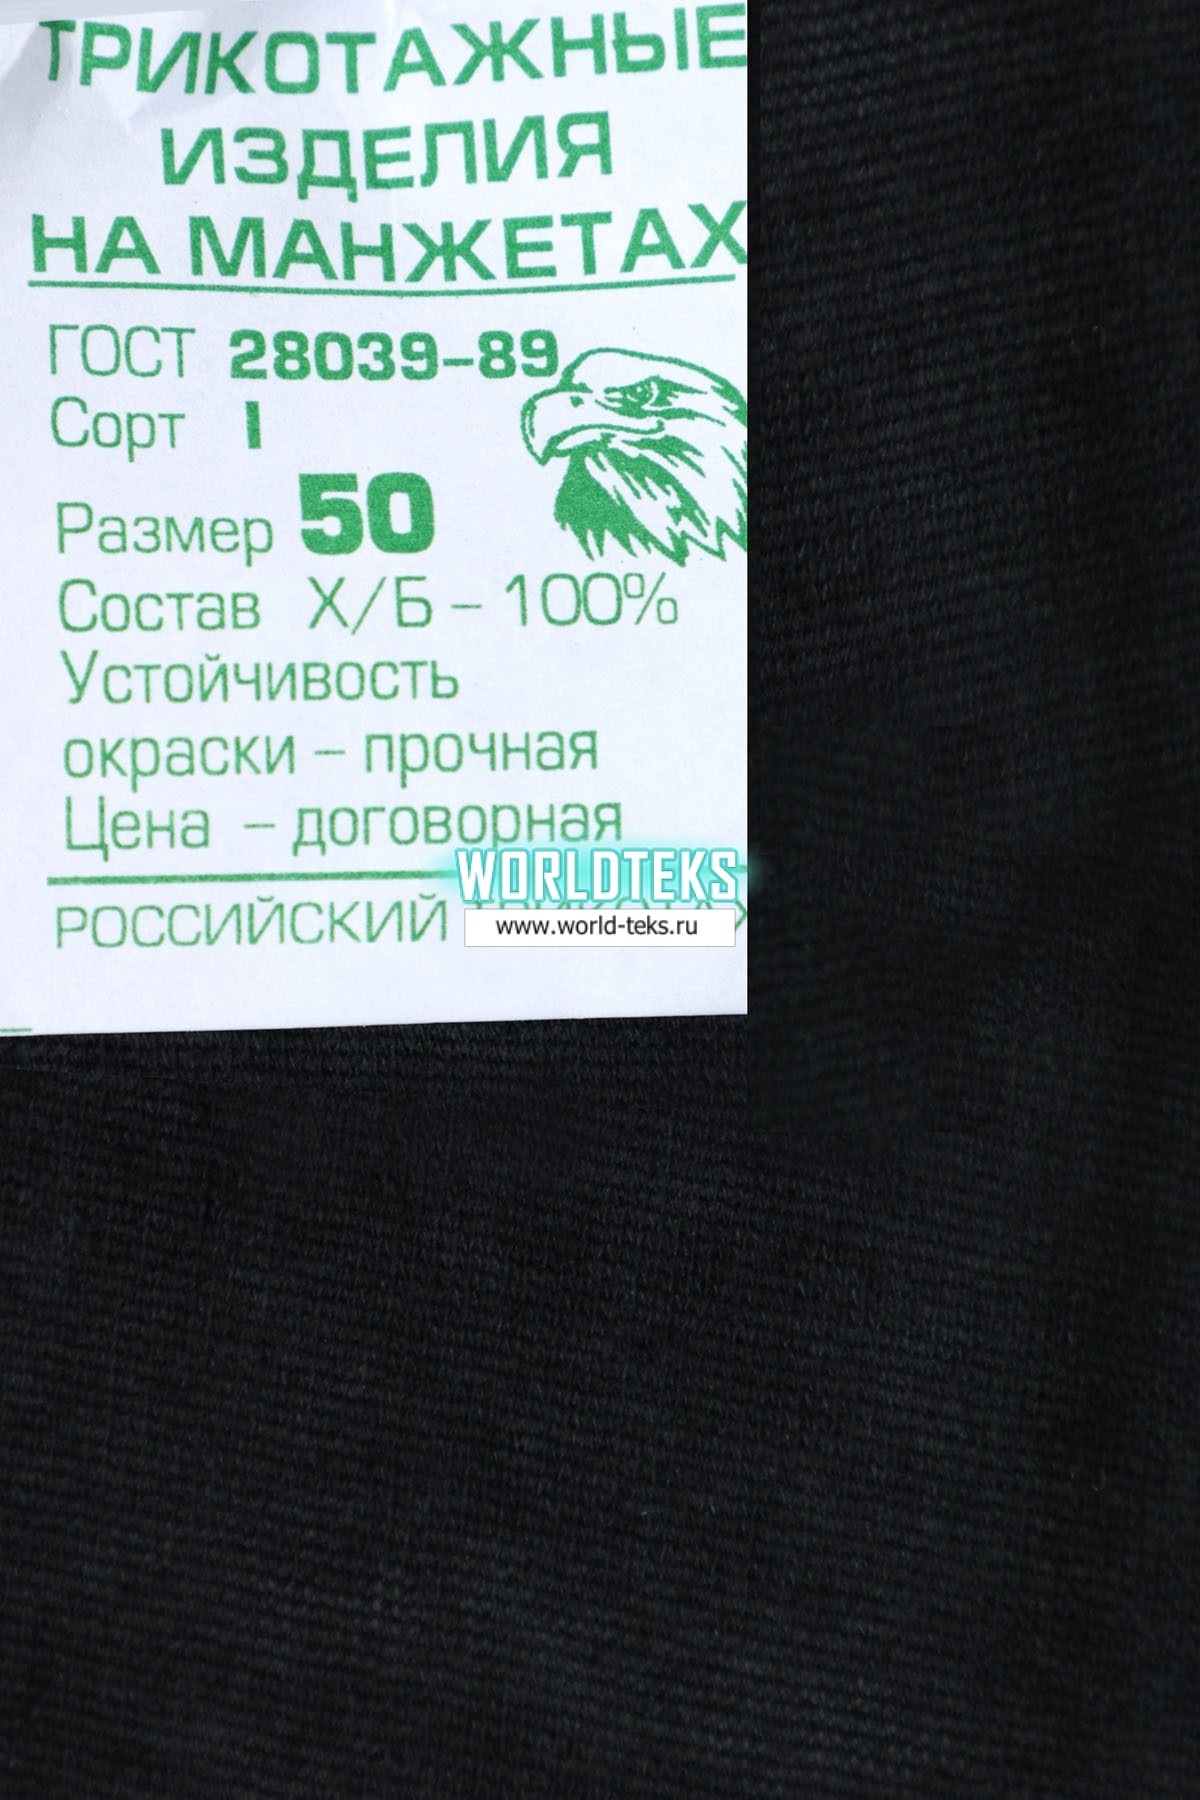 ТРИКОТАЖНЫЕ
ИЗДЕЛИЯ
НА МАНЖЕТАХ
ГОСТ 28039-89
Сорт I
Размер 50
Состав Х/Б - 100%
Устойчивость
окраски - прочная
Цена - договорная
WORLDTEKS
РОССИЙСКИЙ
www.world-teks.ru